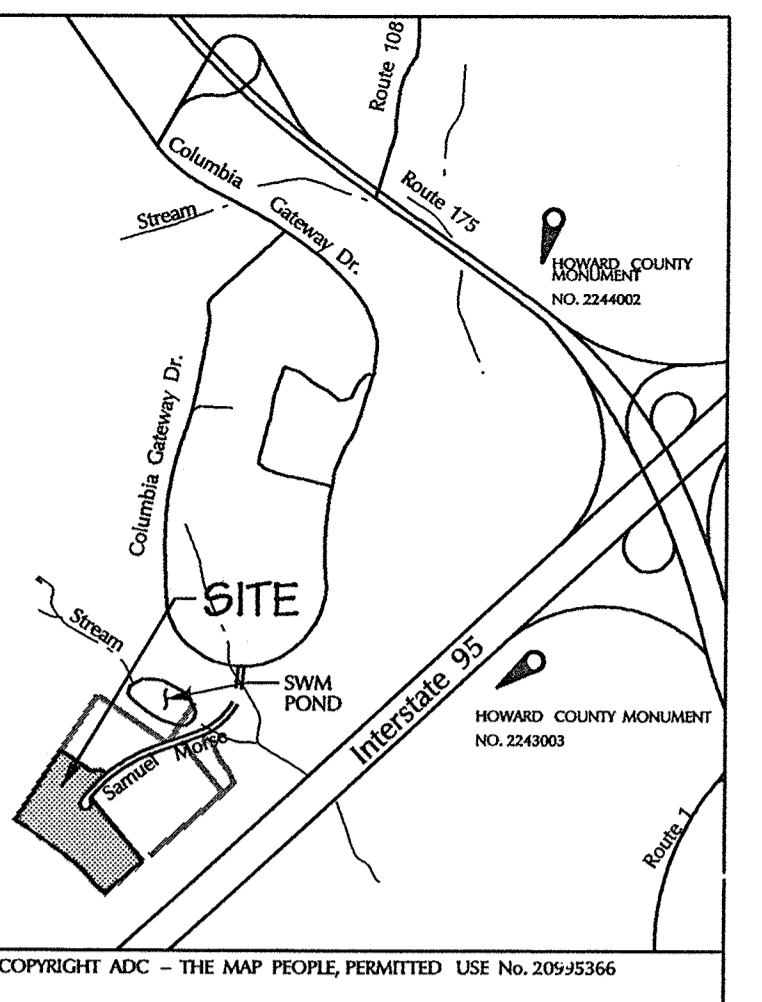 Route 108
Columbia
Gateway Dr.
Route 175
Stream
HOWARD COUNTY
MONUMENT
NO. 2244002
Columbia Gateway Dr.
SITE
Stream
SWM
POND
Interstate 95
HOWARD COUNTY MONUMENT
NO. 2243003
Samuel Morse
Route 1
COPYRIGHT ADC – THE MAP PEOPLE, PERMITTED USE No. 20995366